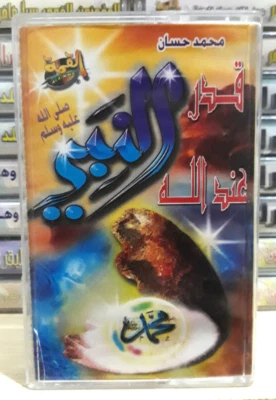 محمد حسان
قدر
النبي
صلى الله
عليه وسلم
عند الله
محمد